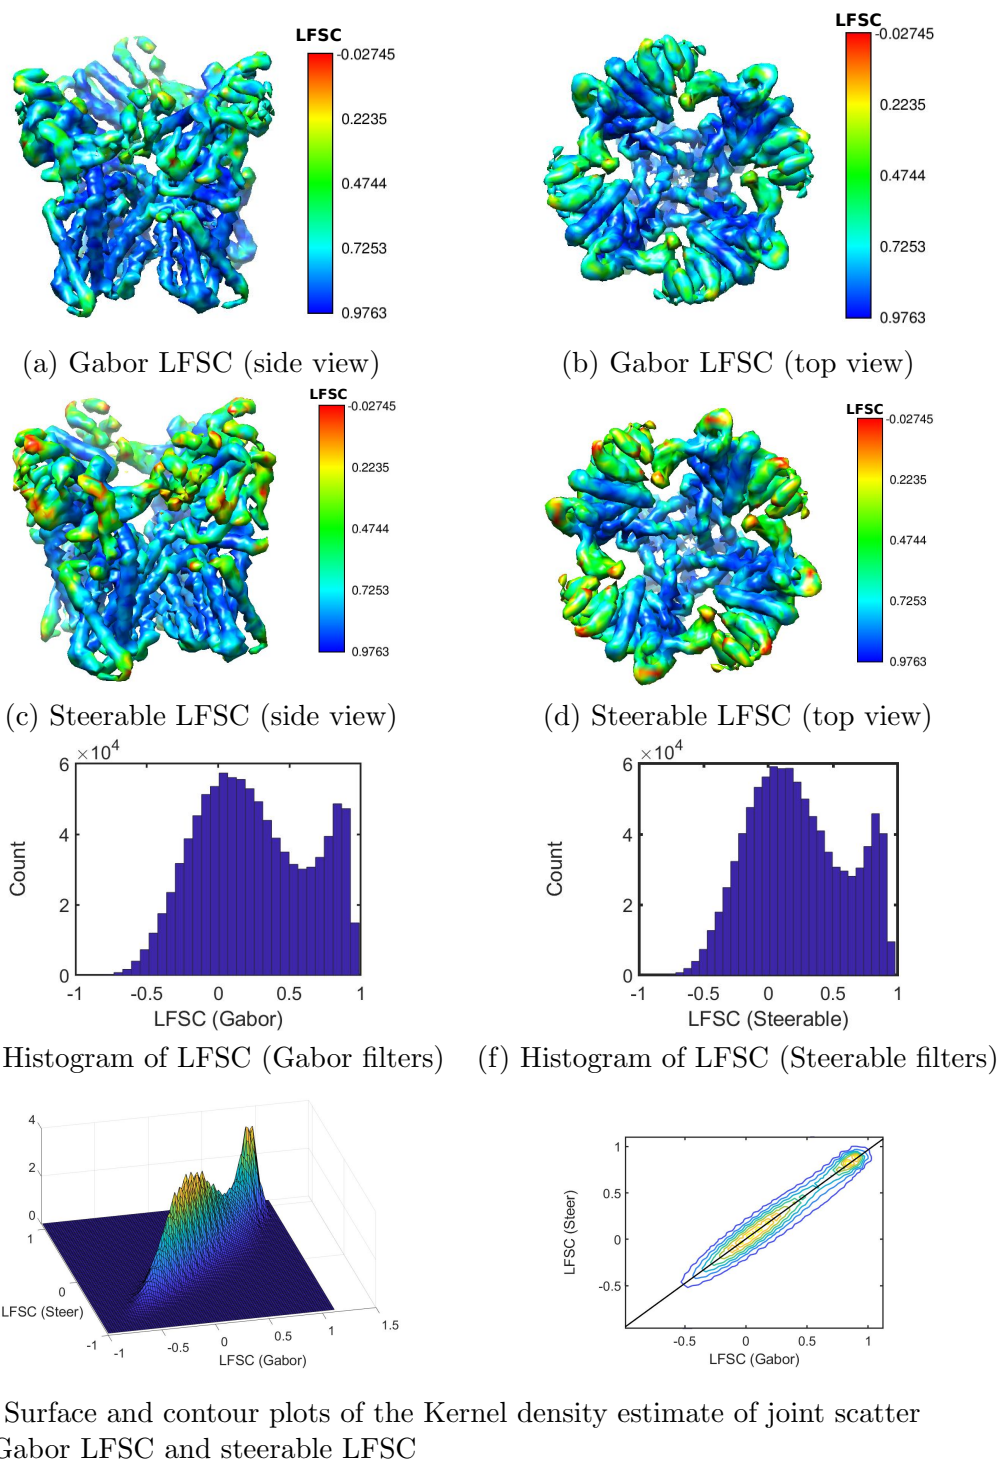 LFSC
-0.02745
0.2235
0.4744
0.7253
0.9763
(a) Gabor LFSC (side view)
LFSC
-0.02745
0.2235
0.4744
0.7253
0.9763
(b) Gabor LFSC (top view)
LFSC
-0.02745
0.2235
0.4744
0.7253
0.9763
(c) Steerable LFSC (side view)
LFSC
-0.02745
0.2235
0.4744
0.7253
0.9763
(d) Steerable LFSC (top view)
×10⁴
6
4
2
0
Count
-1 -0.5 0 0.5 1
LFSC (Gabor)
Histogram of LFSC (Gabor filters)
×10⁴
6
4
2
0
Count
-1 -0.5 0 0.5 1
LFSC (Steerable)
(f) Histogram of LFSC (Steerable filters)
4
2
0
1
0
-1
LFSC (Steer)
-1 -0.5 0 0.5 1 1.5
LFSC (Gabor)
1
0.5
0
-0.5
LFSC (Steer)
-0.5 0 0.5 1
LFSC (Gabor)
Surface and contour plots of the Kernel density estimate of joint scatter
Gabor LFSC and steerable LFSC